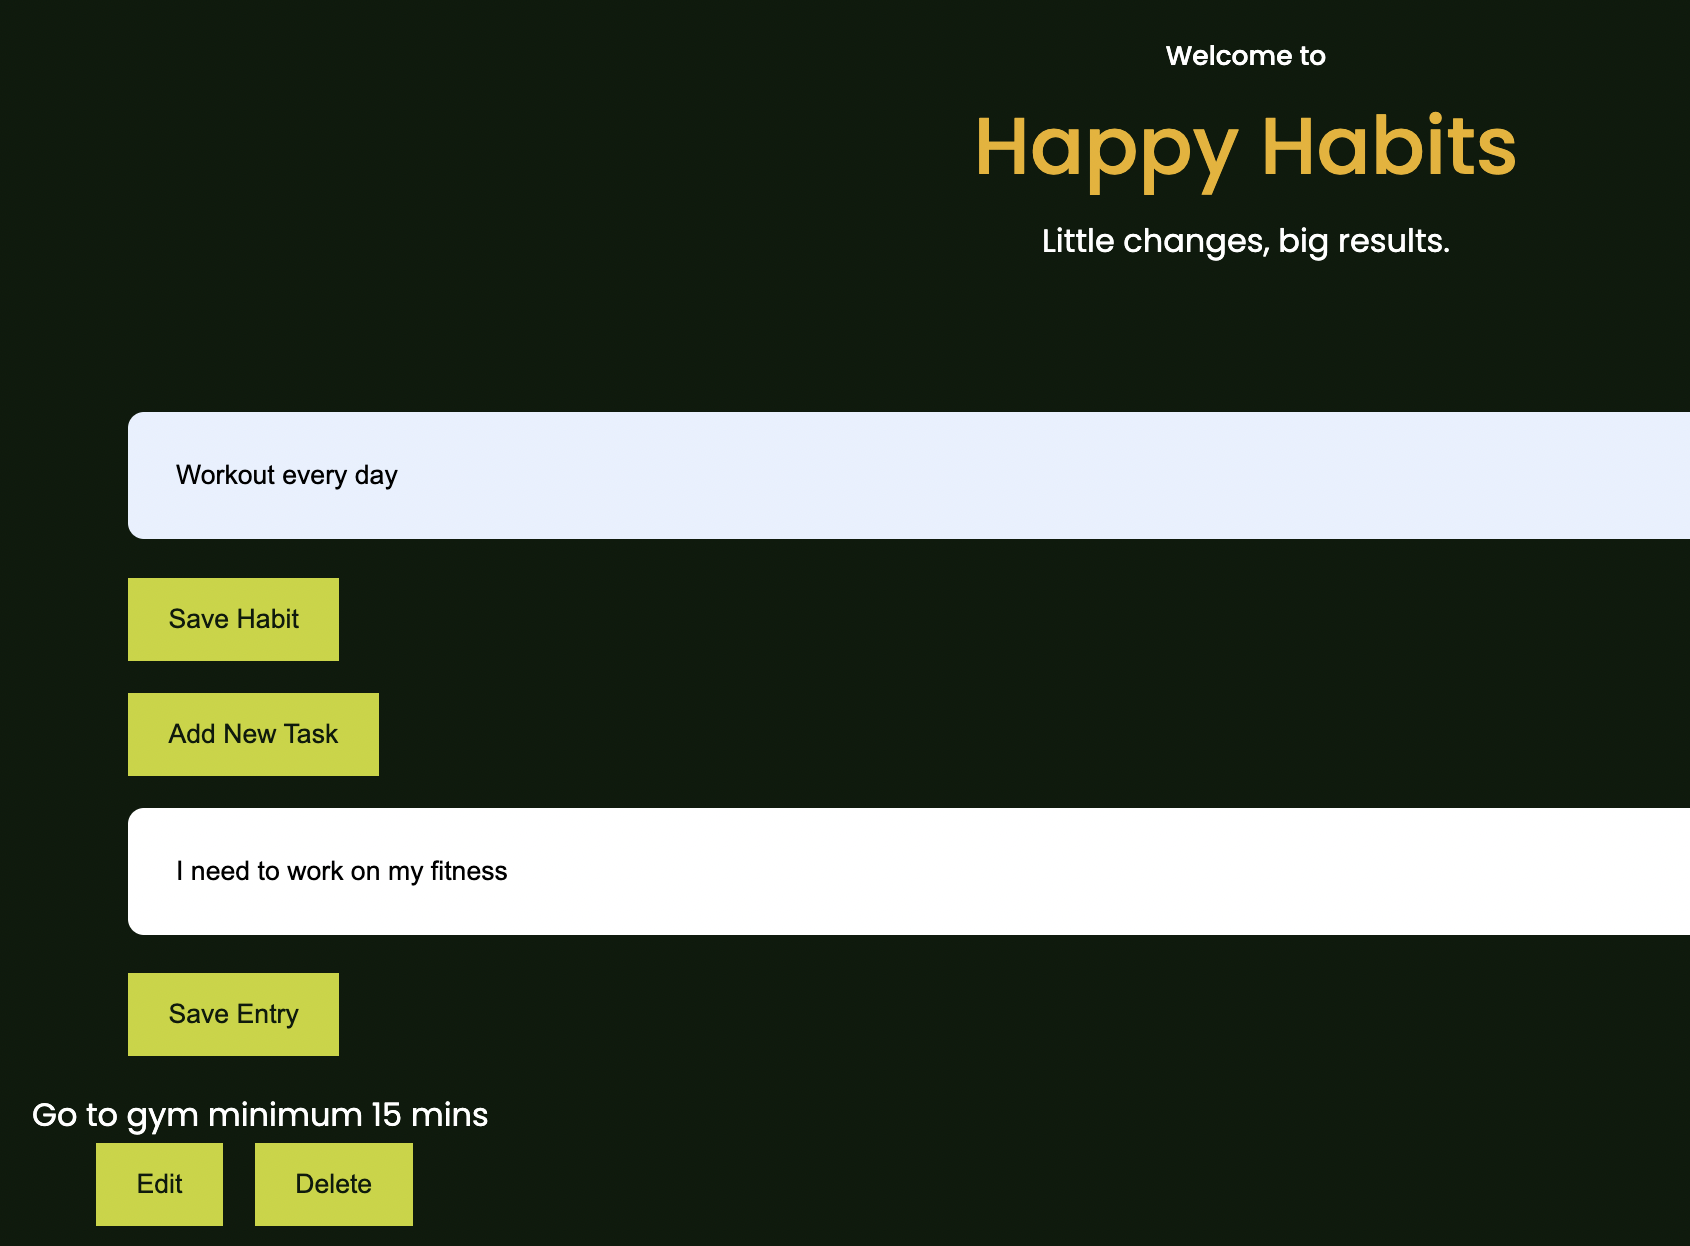 Welcome to
Happy Habits
Little changes, big results.
Workout every day
Save Habit
Add New Task
I need to work on my fitness
Save Entry
Go to gym minimum 15 mins
Edit Delete